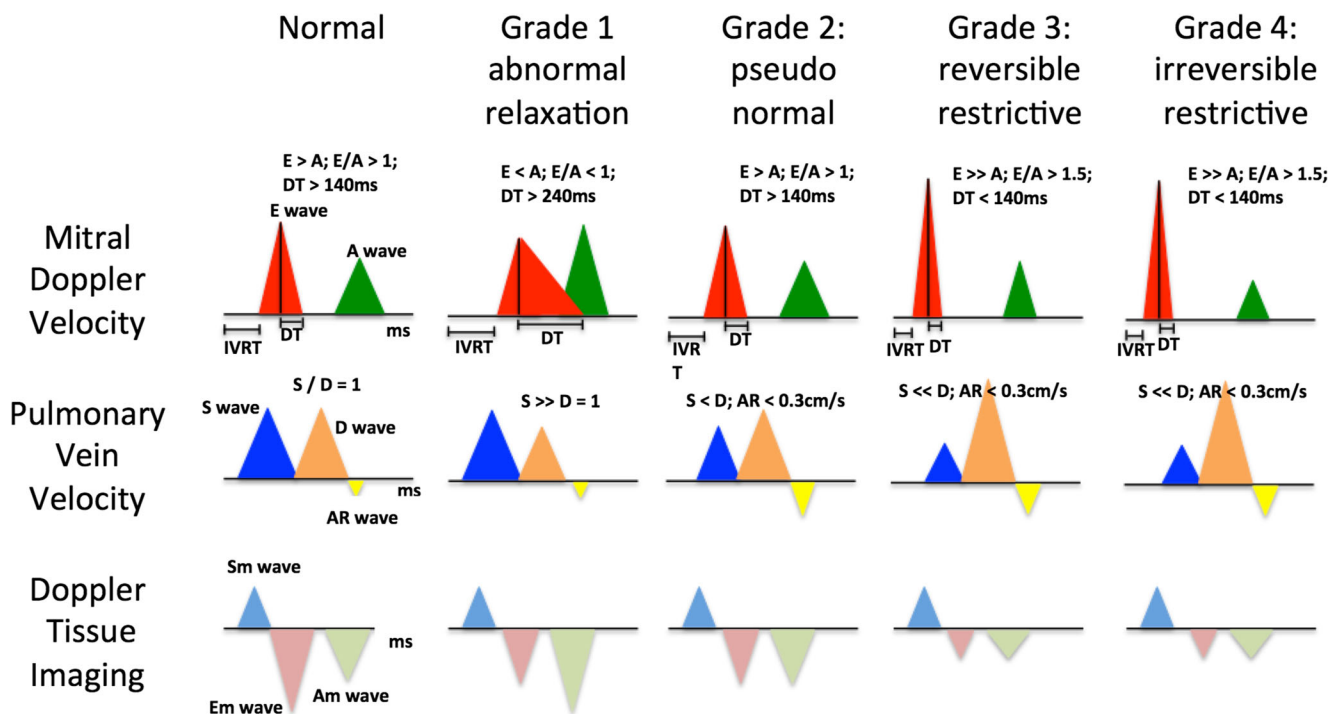 Normal
Grade 1
abnormal
relaxation
Grade 2:
pseudo
normal
Grade 3:
reversible
restrictive
Grade 4:
irreversible
restrictive
Mitral
Doppler
Velocity
E > A; E/A > 1;
DT > 140ms
E wave
A wave
IVRT
DT
ms
E < A; E/A < 1;
DT > 240ms
IVRT
DT
E > A; E/A > 1;
DT > 140ms
IVR
T
DT
E >> A; E/A > 1.5;
DT < 140ms
IVRT
DT
E >> A; E/A > 1.5;
DT < 140ms
IVRT
DT
Pulmonary
Vein
Velocity
S / D = 1
S wave
D wave
ms
AR wave
S >> D = 1
S < D; AR < 0.3cm/s
S << D; AR < 0.3cm/s
S << D; AR < 0.3cm/s
Doppler
Tissue
Imaging
Sm wave
ms
Em wave
Am wave